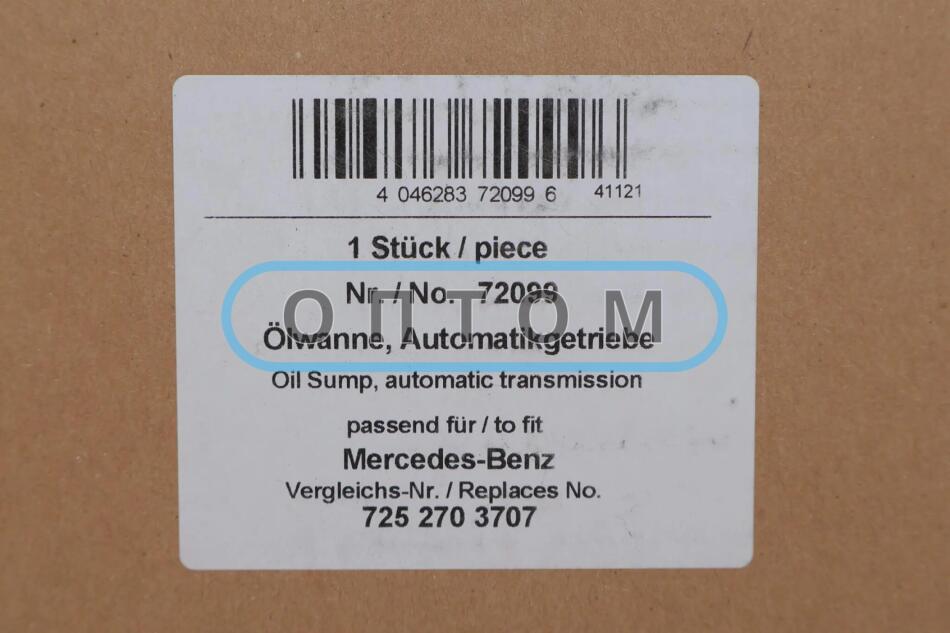 4 046283 72099 6 41121
1 Stück / piece
Nr. / No. 72099
ОПТОМ
Ölwanne, Automatikgetriebe
Oil Sump, automatic transmission
passend für / to fit
Mercedes-Benz
Vergleichs-Nr. / Replaces No.
725 270 3707